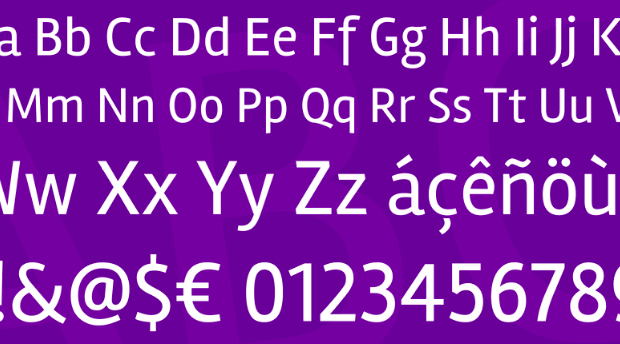 a Bb Cc Dd Ee Ff Gg Hh Ii Jj K
Mm Nn Oo Pp Qq Rr Ss Tt Uu V
Ww Xx Yy Zz áçêñöù
!&@$€ 0123456789